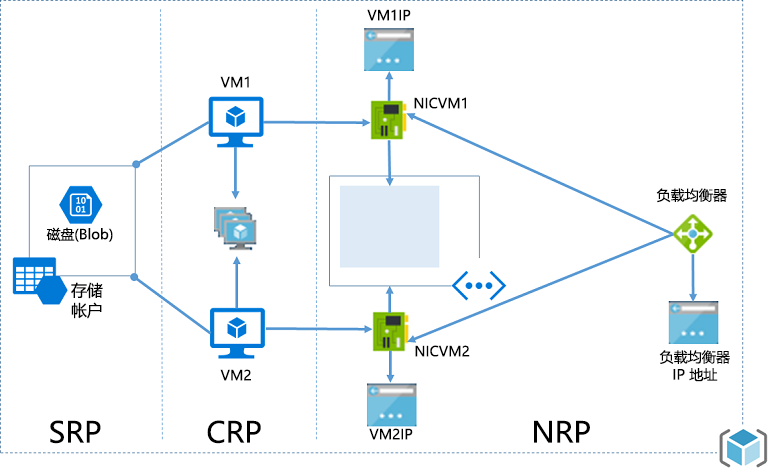 VM1IP
VM1
NICVM1
10
01
磁盘(Blob)
存储
帐户
负载均衡器
VM2
NICVM2
负载均衡器
IP 地址
VM2IP
SRP
CRP
NRP